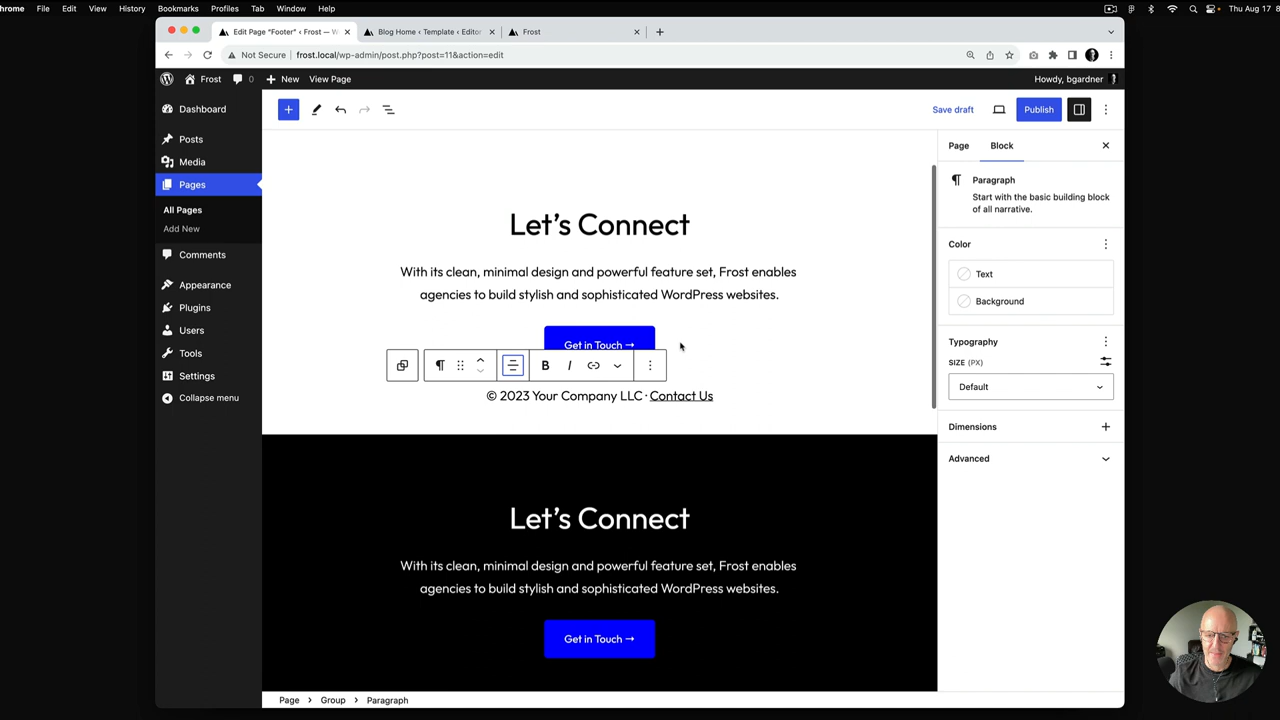 chrome File Edit View History Bookmarks Profiles Tab Window Help Thu Aug 17 8
Edit Page "Footer" ‹ Frost — W
Blog Home ‹ Template ‹ Editor
Frost
Not Secure frost.local/wp-admin/post.php?post=11&action=edit
Frost 0 New View Page Howdy, bgardner
Dashboard
Posts
Media
Pages
All Pages
Add New
Comments
Appearance
Plugins
Users
Tools
Settings
Collapse menu
Save draft Publish
Let's Connect
With its clean, minimal design and powerful feature set, Frost enables
agencies to build stylish and sophisticated WordPress websites.
Get in Touch →
B I
© 2023 Your Company LLC · Contact Us
Let's Connect
With its clean, minimal design and powerful feature set, Frost enables
agencies to build stylish and sophisticated WordPress websites.
Get in Touch →
Page Block
Paragraph
Start with the basic building block
of all narrative.
Color
Text
Background
Typography
SIZE (PX)
Default
Dimensions
Advanced
Page Group Paragraph